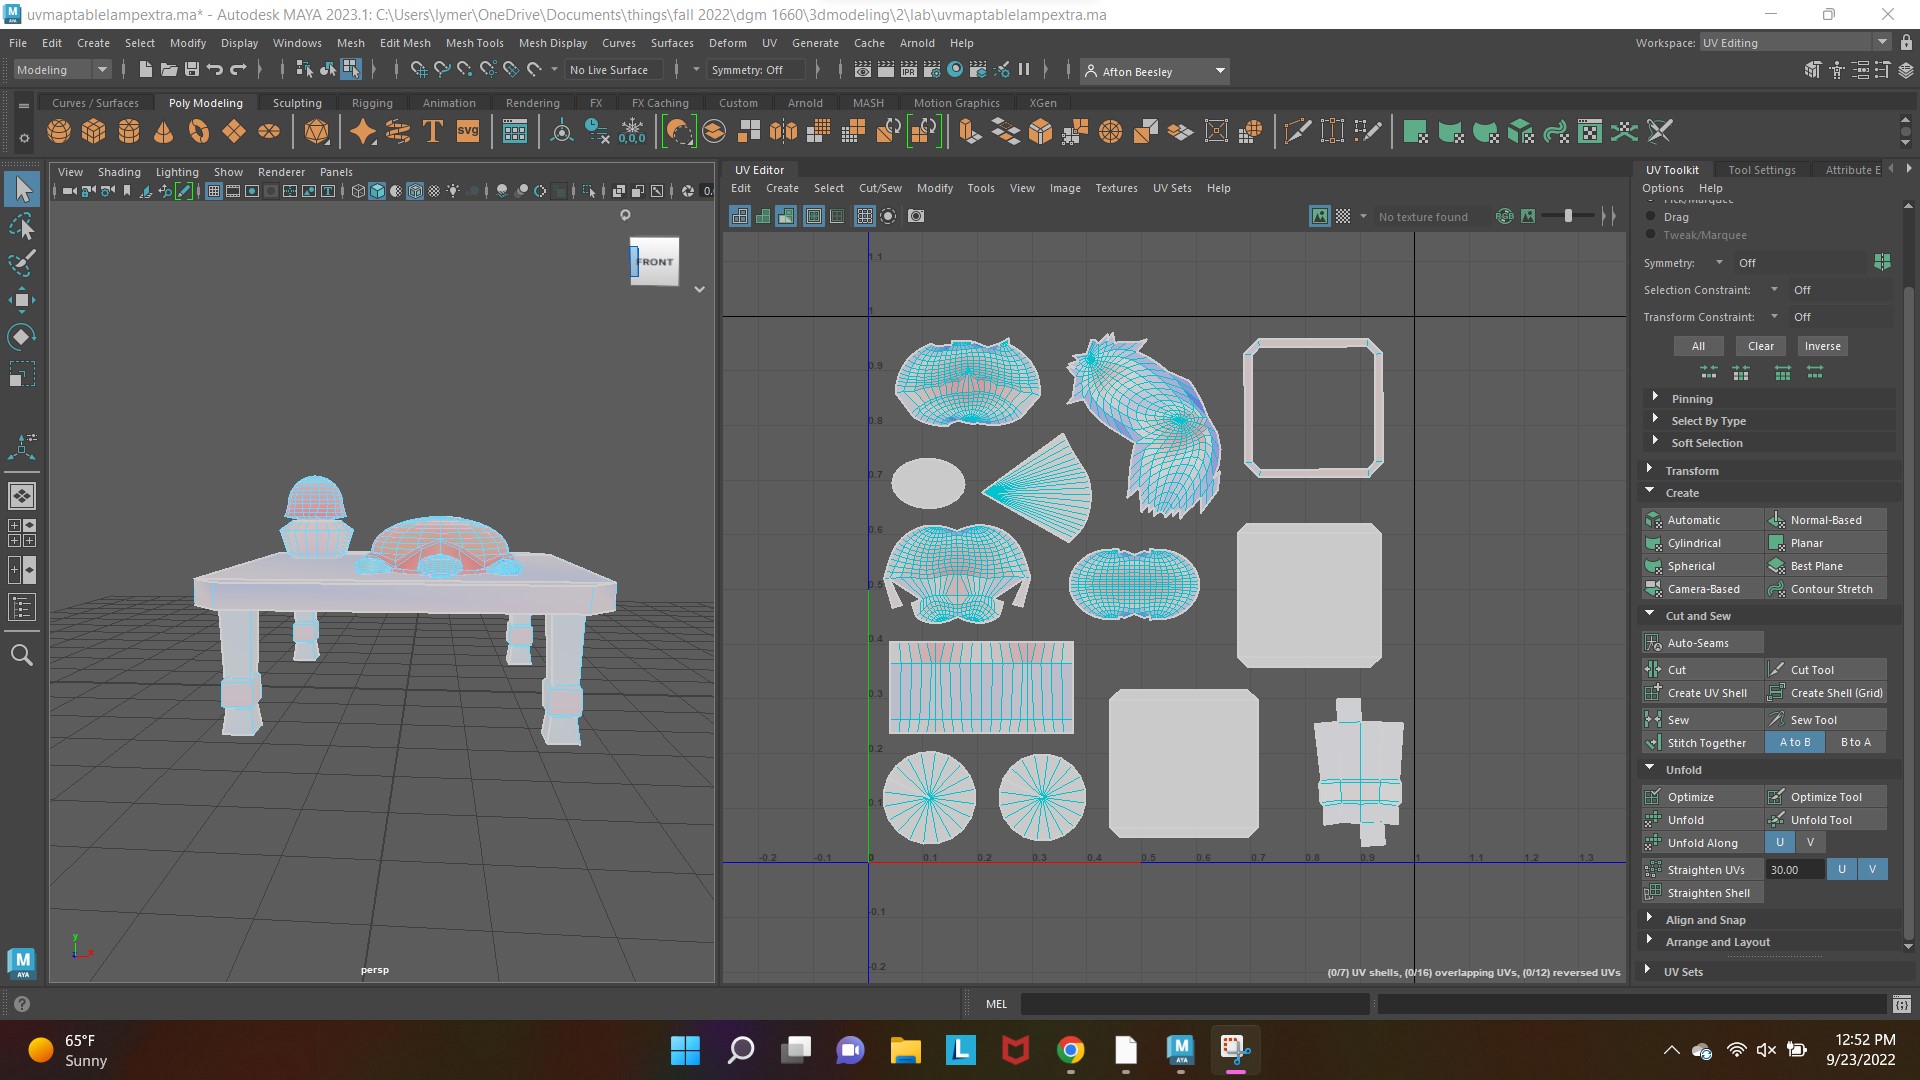 uvmaptablelampextra.ma* - Autodesk MAYA 2023.1: C:\Users\lymer\OneDrive\Documents\things\fall 2022\dgm 1660\3dmodeling\2\lab\uvmaptablelampextra.ma
File Edit Create Select Modify Display Windows Mesh Edit Mesh Mesh Tools Mesh Display Curves Surfaces Deform UV Generate Cache Arnold Help
Workspace: UV Editing
Modeling
No Live Surface
Symmetry: Off
Afton Beesley
Curves / Surfaces Poly Modeling Sculpting Rigging Animation Rendering FX FX Caching Custom Arnold MASH Motion Graphics XGen
T svg 0,0,0
View Shading Lighting Show Renderer Panels
FRONT
persp
y
x
UV Editor
Edit Create Select Cut/Sew Modify Tools View Image Textures UV Sets Help
No texture found
1.1
1
0.9
0.8
0.7
0.6
0.5
0.4
0.3
0.2
0.1
-0.2 -0.1 0 0.1 0.2 0.3 0.4 0.5 0.6 0.7 0.8 0.9 1 1.1 1.2 1.3
-0.1
-0.2
(0/7) UV shells, (0/16) overlapping UVs, (0/12) reversed UVs
UV Toolkit Tool Settings Attribute E
Options Help
Pick/Marquee
Drag
Tweak/Marquee
Symmetry: Off
Selection Constraint: Off
Transform Constraint: Off
All Clear Inverse
Pinning
Select By Type
Soft Selection
Transform
Create
Automatic Normal-Based
Cylindrical Planar
Spherical Best Plane
Camera-Based Contour Stretch
Cut and Sew
Auto-Seams
Cut Cut Tool
Create UV Shell Create Shell (Grid)
Sew Sew Tool
Stitch Together A to B B to A
Unfold
Optimize Optimize Tool
Unfold Unfold Tool
Unfold Along U V
Straighten UVs 30.00 U V
Straighten Shell
Align and Snap
Arrange and Layout
UV Sets
M
AYA
MEL
65°F
Sunny
12:52 PM
9/23/2022